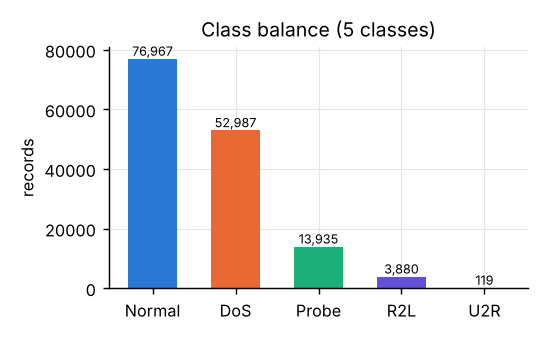 Class balance (5 classes)
records
80000
60000
40000
20000
0
76,967
52,987
13,935
3,880
119
Normal
DoS
Probe
R2L
U2R